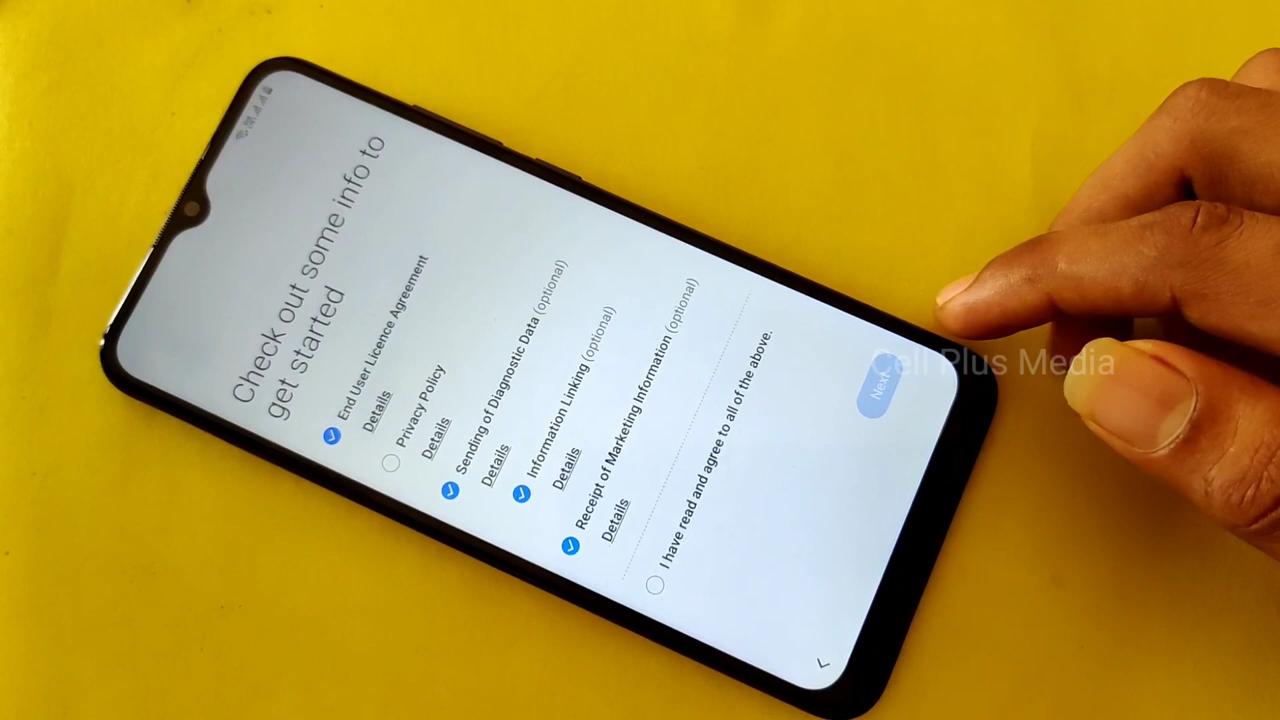 Check out some info to
get started
End User Licence Agreement
Details
Privacy Policy
Details
Sending of Diagnostic Data (optional)
Details
Information Linking (optional)
Details
Receipt of Marketing Information (optional)
Details
I have read and agree to all of the above.
Next
Cell Plus Media